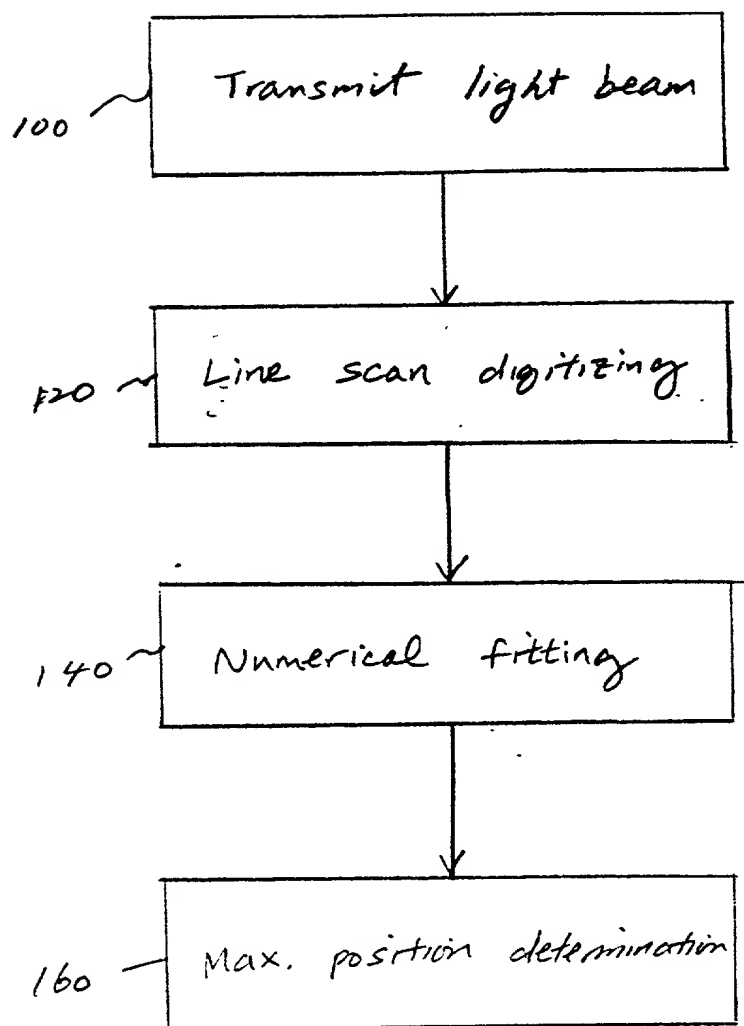 Transmit light beam
100
Line scan digitizing
120
Numerical fitting
140
Max. position determination
160